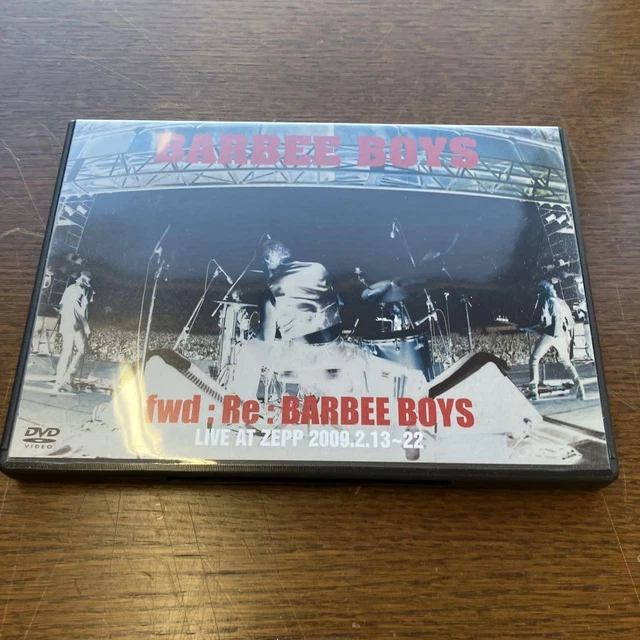 BARBEE BOYS
fwd : Re : BARBEE BOYS
LIVE AT ZEPP 2009.2.13~22
DVD
VIDEO